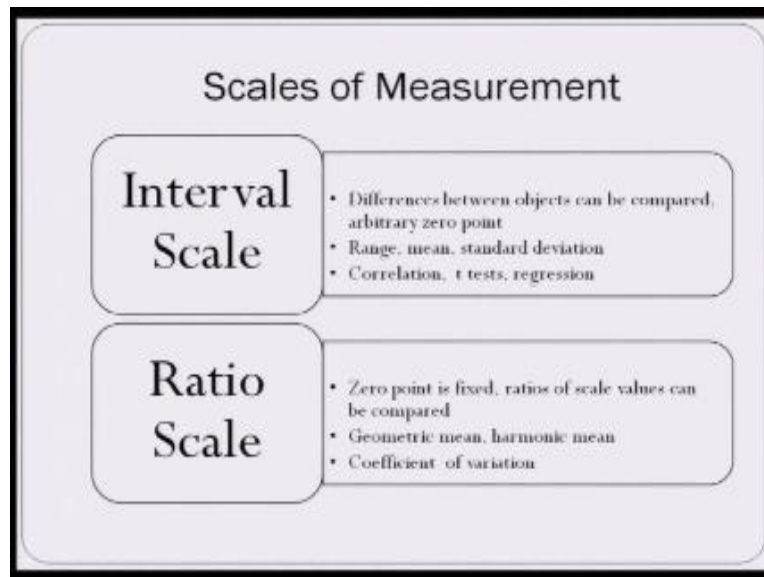 Scales of Measurement
Interval
Scale
• Differences between objects can be compared,
arbitrary zero point
• Range, mean, standard deviation
• Correlation, t tests, regression
Ratio
Scale
• Zero point is fixed, ratios of scale values can
be compared
• Geometric mean, harmonic mean
• Coefficient of variation